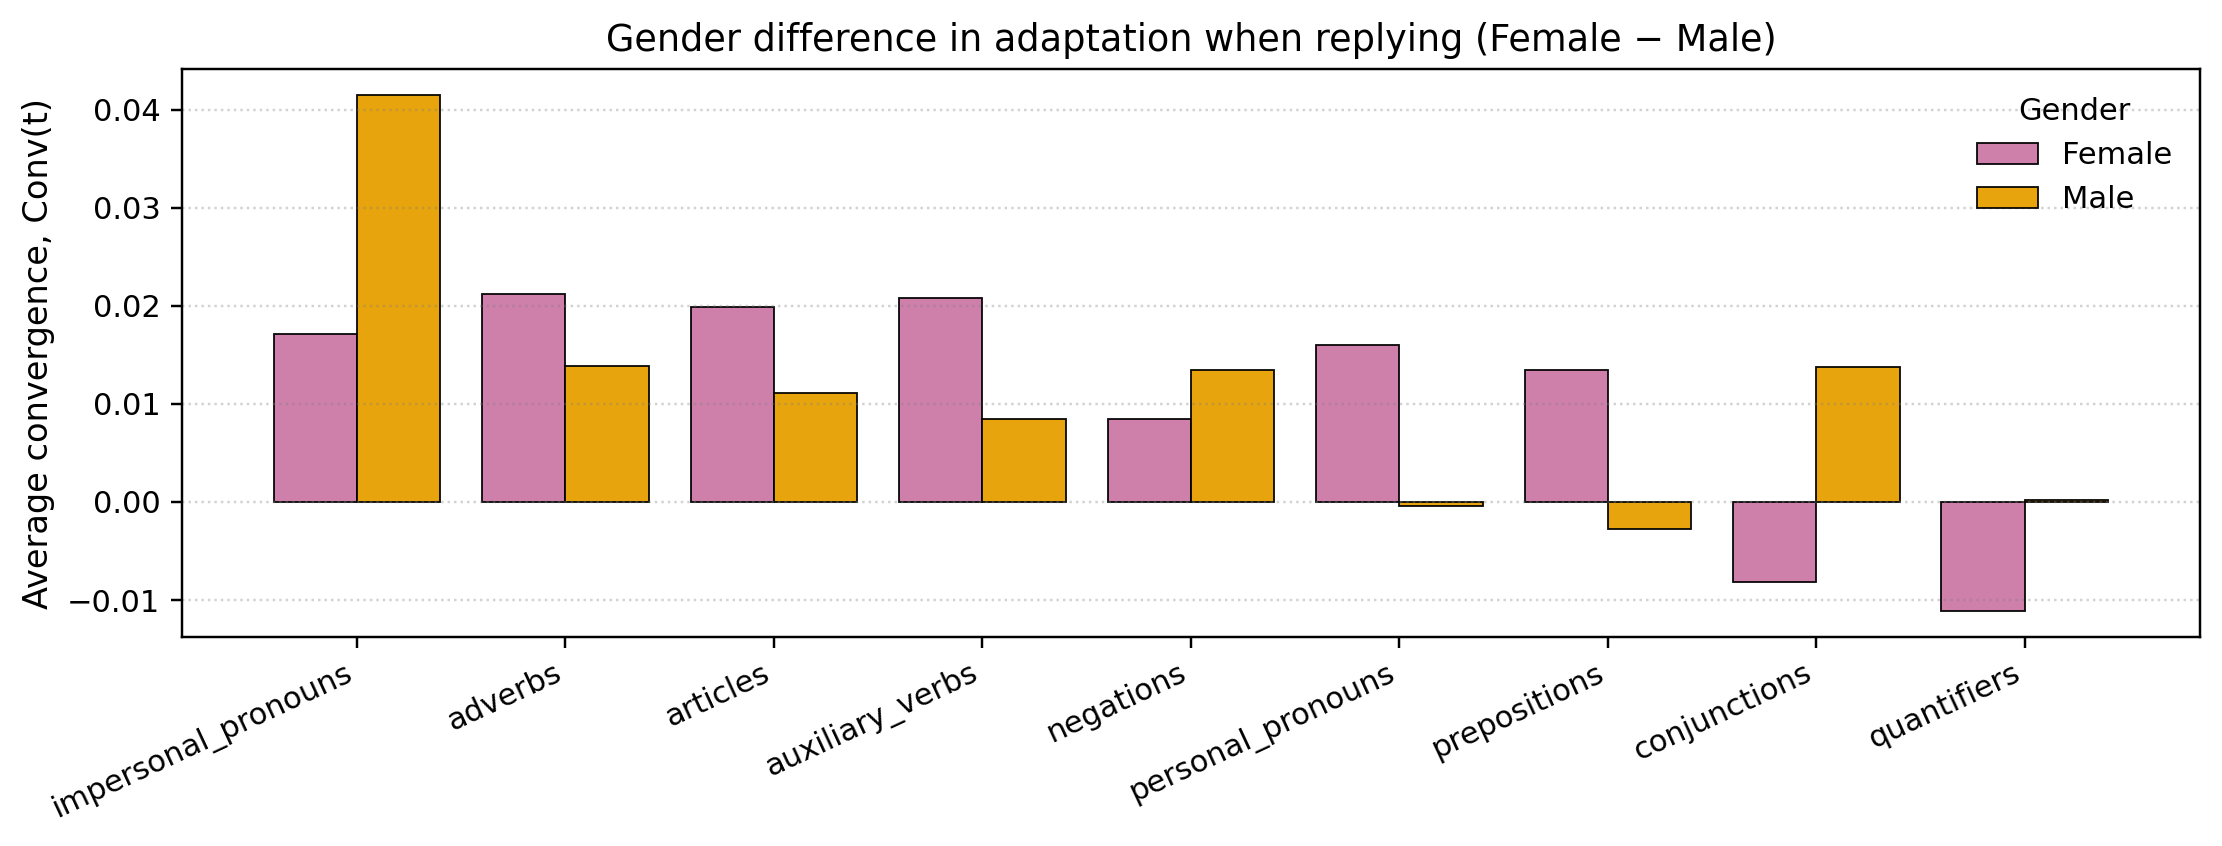 Gender difference in adaptation when replying (Female − Male)
Average convergence, Conv(t)
0.04
0.03
0.02
0.01
0.00
−0.01
Gender
Female
Male
impersonal_pronouns
adverbs
articles
auxiliary_verbs
negations
personal_pronouns
prepositions
conjunctions
quantifiers